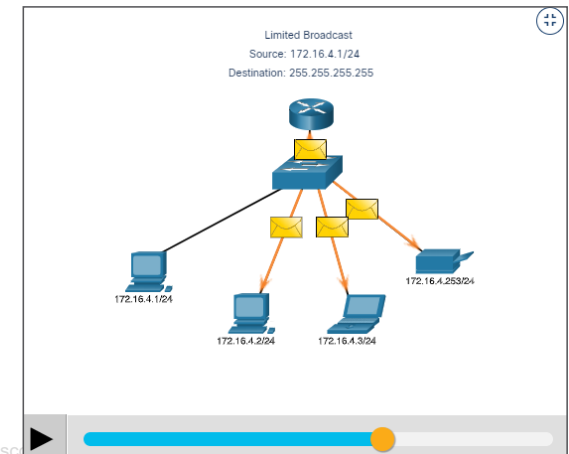 Limited Broadcast
Source: 172.16.4.1/24
Destination: 255.255.255.255
172.16.4.253/24
172.16.4.1/24
172.16.4.2/24
172.16.4.3/24